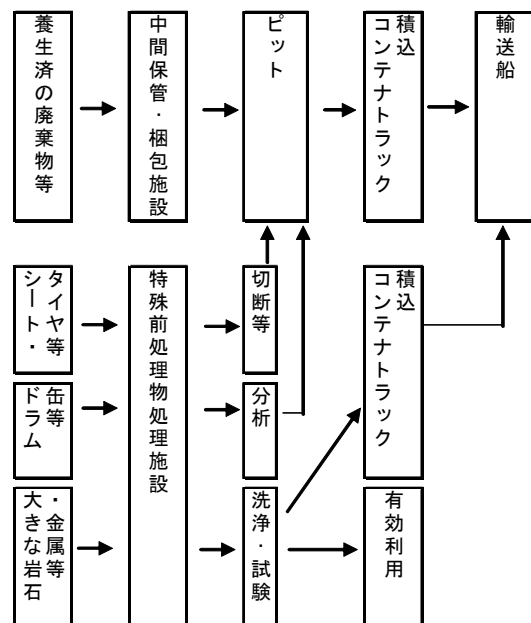 養生済の廃棄物等
中間保管・梱包施設
ピット
積込
コンテナトラック
輸送船
タイヤ等
シート・
特殊前処理物処理施設
切断等
積込
コンテナトラック
缶等
ドラム
分析
・金属等
大きな岩石
洗浄・試験
有効利用